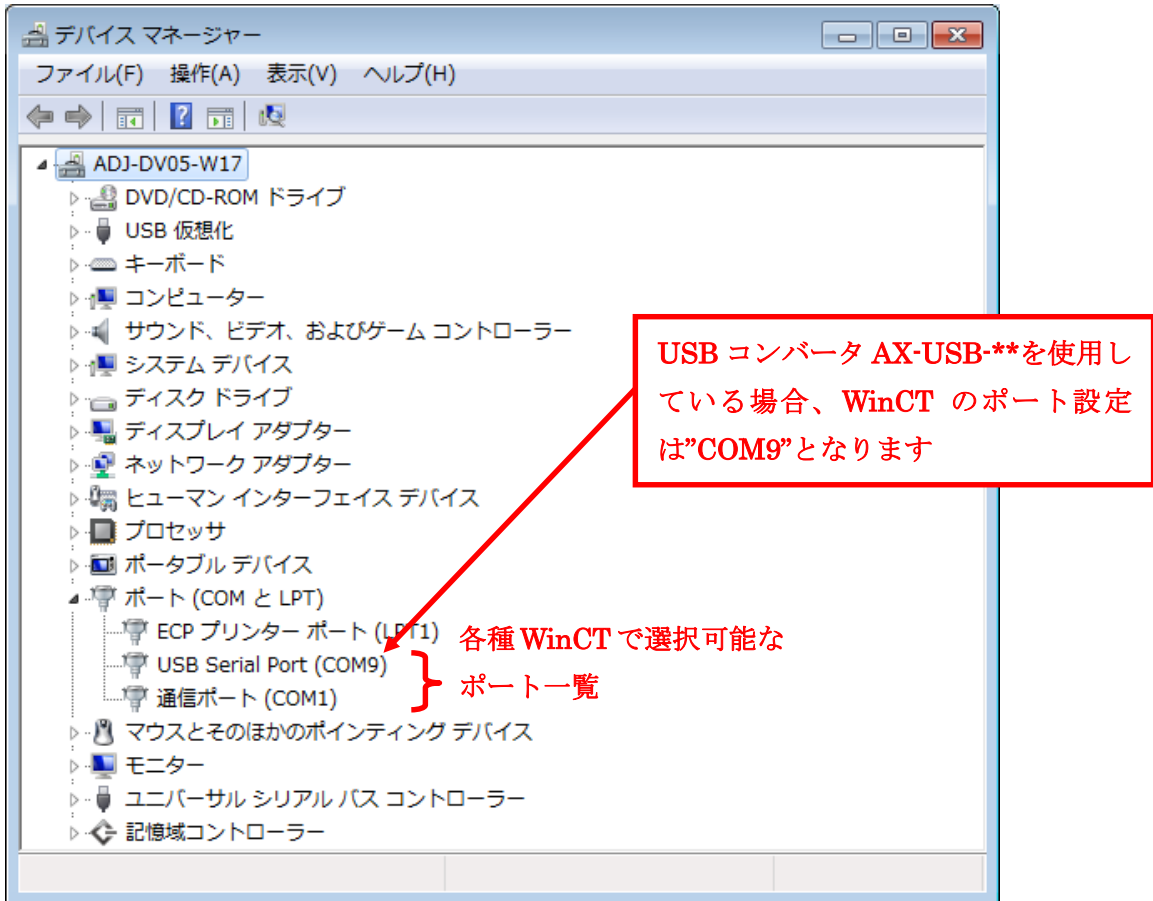 デバイス マネージャー
ファイル(F) 操作(A) 表示(V) ヘルプ(H)
ADJ-DV05-W17
DVD/CD-ROM ドライブ
USB 仮想化
キーボード
コンピューター
サウンド、ビデオ、およびゲーム コントローラー
システム デバイス
ディスク ドライブ
ディスプレイ アダプター
ネットワーク アダプター
ヒューマン インターフェイス デバイス
プロセッサ
ポータブル デバイス
ポート (COM と LPT)
ECP プリンター ポート (LPT1)
USB Serial Port (COM9)
通信ポート (COM1)
マウスとそのほかのポインティング デバイス
モニター
ユニバーサル シリアル バス コントローラー
記憶域コントローラー
USB コンバータ AX-USB-**を使用し
ている場合、WinCT のポート設定
は”COM9”となります
各種 WinCT で選択可能な
ポート一覧